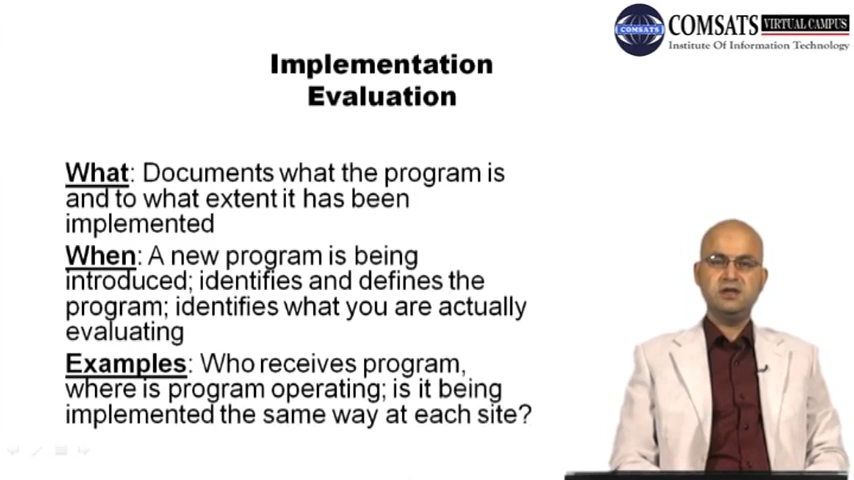 COMSATS VIRTUAL CAMPUS
Institute Of Information Technology
COMSATS
Implementation
Evaluation
What: Documents what the program is
and to what extent it has been
implemented
When: A new program is being
introduced; identifies and defines the
program; identifies what you are actually
evaluating
Examples: Who receives program,
where is program operating; is it being
implemented the same way at each site?